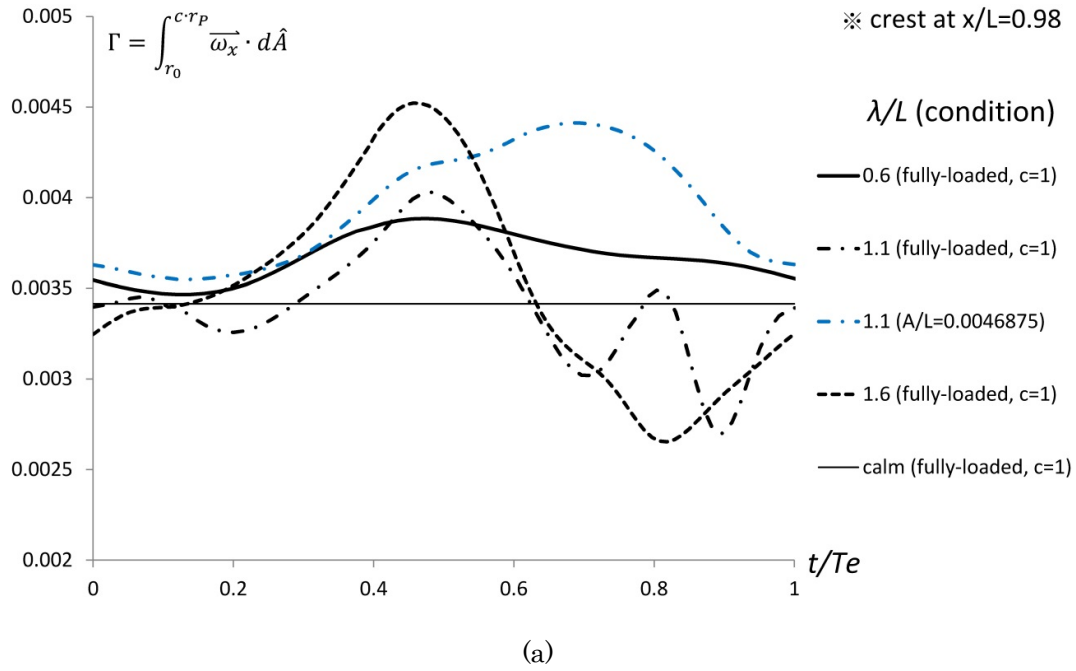 0.005
0.0045
0.004
0.0035
0.003
0.0025
0.002
Γ = ∫_{r_0}^{c·r_P} \overrightarrow{ω_x} · dÂ
※ crest at x/L=0.98
λ/L (condition)
0.6 (fully-loaded, c=1)
1.1 (fully-loaded, c=1)
1.1 (A/L=0.0046875)
1.6 (fully-loaded, c=1)
calm (fully-loaded, c=1)
t/Te
0 0.2 0.4 0.6 0.8 1
(a)